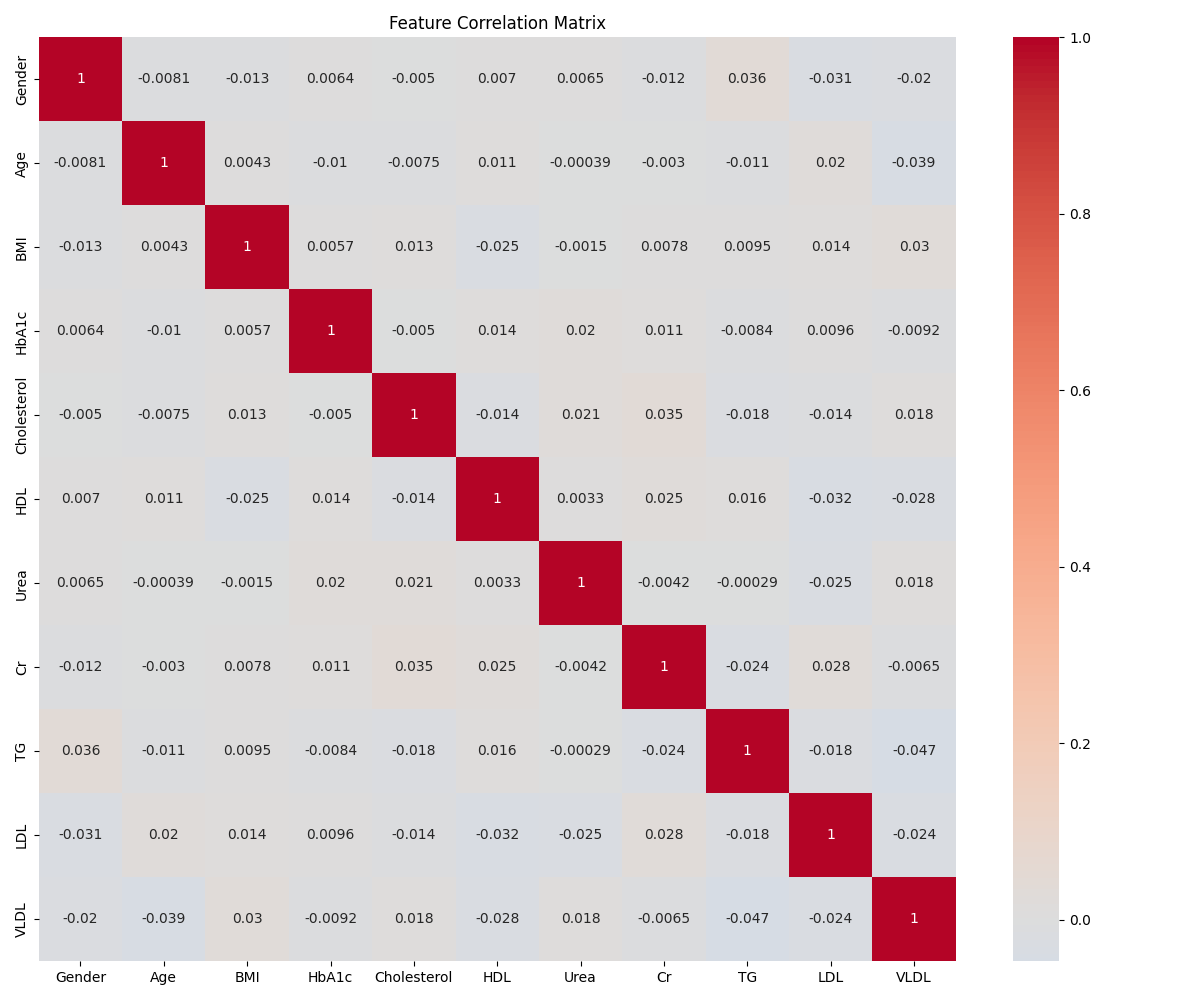 Feature Correlation Matrix
Gender 1 -0.0081 -0.013 0.0064 -0.005 0.007 0.0065 -0.012 0.036 -0.031 -0.02
Age -0.0081 1 0.0043 -0.01 -0.0075 0.011 -0.00039 -0.003 -0.011 0.02 -0.039
BMI -0.013 0.0043 1 0.0057 0.013 -0.025 -0.0015 0.0078 0.0095 0.014 0.03
HbA1c 0.0064 -0.01 0.0057 1 -0.005 0.014 0.02 0.011 -0.0084 0.0096 -0.0092
Cholesterol -0.005 -0.0075 0.013 -0.005 1 -0.014 0.021 0.035 -0.018 -0.014 0.018
HDL 0.007 0.011 -0.025 0.014 -0.014 1 0.0033 0.025 0.016 -0.032 -0.028
Urea 0.0065 -0.00039 -0.0015 0.02 0.021 0.0033 1 -0.0042 -0.00029 -0.025 0.018
Cr -0.012 -0.003 0.0078 0.011 0.035 0.025 -0.0042 1 -0.024 0.028 -0.0065
TG 0.036 -0.011 0.0095 -0.0084 -0.018 0.016 -0.00029 -0.024 1 -0.018 -0.047
LDL -0.031 0.02 0.014 0.0096 -0.014 -0.032 -0.025 0.028 -0.018 1 -0.024
VLDL -0.02 -0.039 0.03 -0.0092 0.018 -0.028 0.018 -0.0065 -0.047 -0.024 1
Gender Age BMI HbA1c Cholesterol HDL Urea Cr TG LDL VLDL
1.0
0.8
0.6
0.4
0.2
0.0